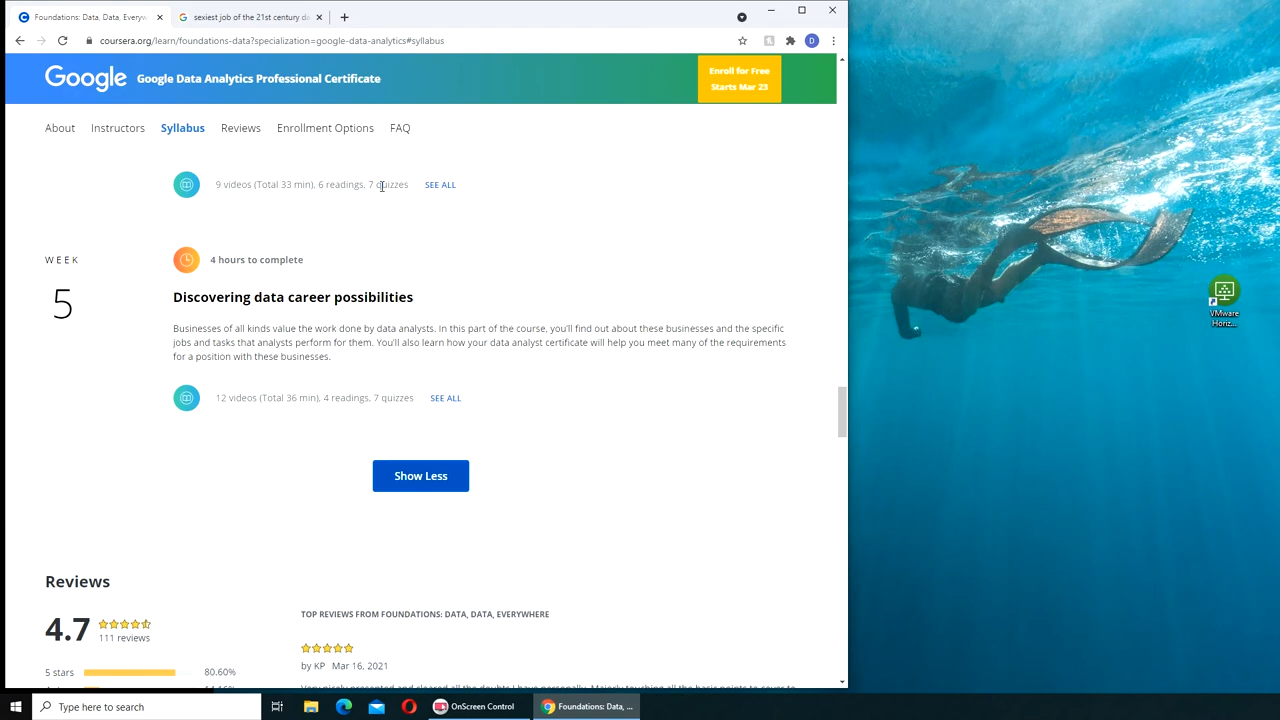 Foundations: Data, Data, Everyw
sexiest job of the 21st century da
coursera.org/learn/foundations-data?specialization=google-data-analytics#syllabus
D
Google
Google Data Analytics Professional Certificate
Enroll for Free
Starts Mar 23
About
Instructors
Syllabus
Reviews
Enrollment Options
FAQ
9 videos (Total 33 min), 6 readings, 7 quizzes
SEE ALL
WEEK
5
4 hours to complete
Discovering data career possibilities
Businesses of all kinds value the work done by data analysts. In this part of the course, you'll find out about these businesses and the specific
jobs and tasks that analysts perform for them. You'll also learn how your data analyst certificate will help you meet many of the requirements
for a position with these businesses.
12 videos (Total 36 min), 4 readings, 7 quizzes
SEE ALL
Show Less
Reviews
4.7
111 reviews
5 stars
80.60%
TOP REVIEWS FROM FOUNDATIONS: DATA, DATA, EVERYWHERE
by KP Mar 16, 2021
VMware
Horiz...
Type here to search
OnScreen Control
Foundations: Data, ...